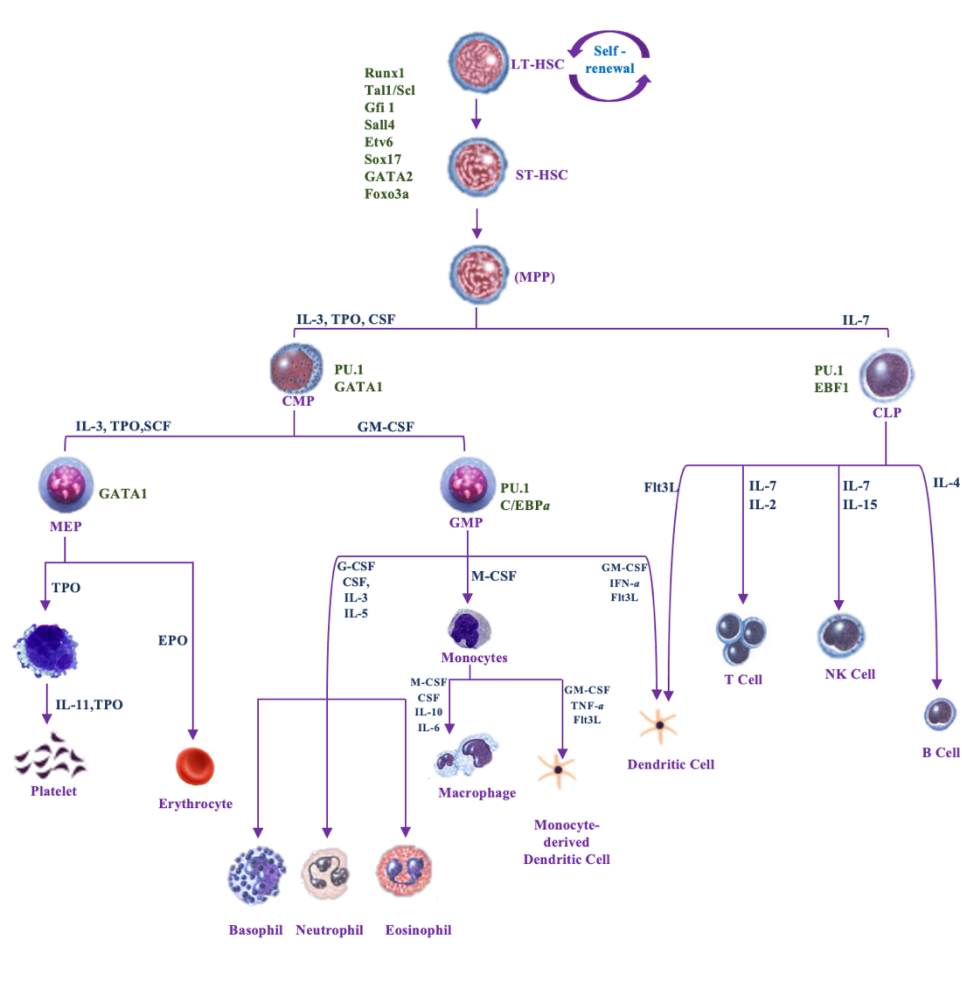 Self -
renewal
LT-HSC
Runx1
Tal1/Scl
Gfi 1
Sall4
Etv6
Sox17
GATA2
Foxo3a
ST-HSC
(MPP)
IL-3, TPO, CSF
IL-7
PU.1
GATA1
CMP
PU.1
EBF1
CLP
IL-3, TPO,SCF
GM-CSF
GATA1
MEP
PU.1
C/EBPa
GMP
Flt3L
IL-7
IL-2
IL-7
IL-15
IL-4
TPO
EPO
G-CSF
CSF,
IL-3
IL-5
M-CSF
GM-CSF
IFN-a
Flt3L
Monocytes
T Cell
NK Cell
B Cell
IL-11,TPO
M-CSF
CSF
IL-10
IL-6
GM-CSF
TNF-a
Flt3L
Platelet
Erythrocyte
Macrophage
Dendritic Cell
Monocyte-
derived
Dendritic Cell
Basophil
Neutrophil
Eosinophil